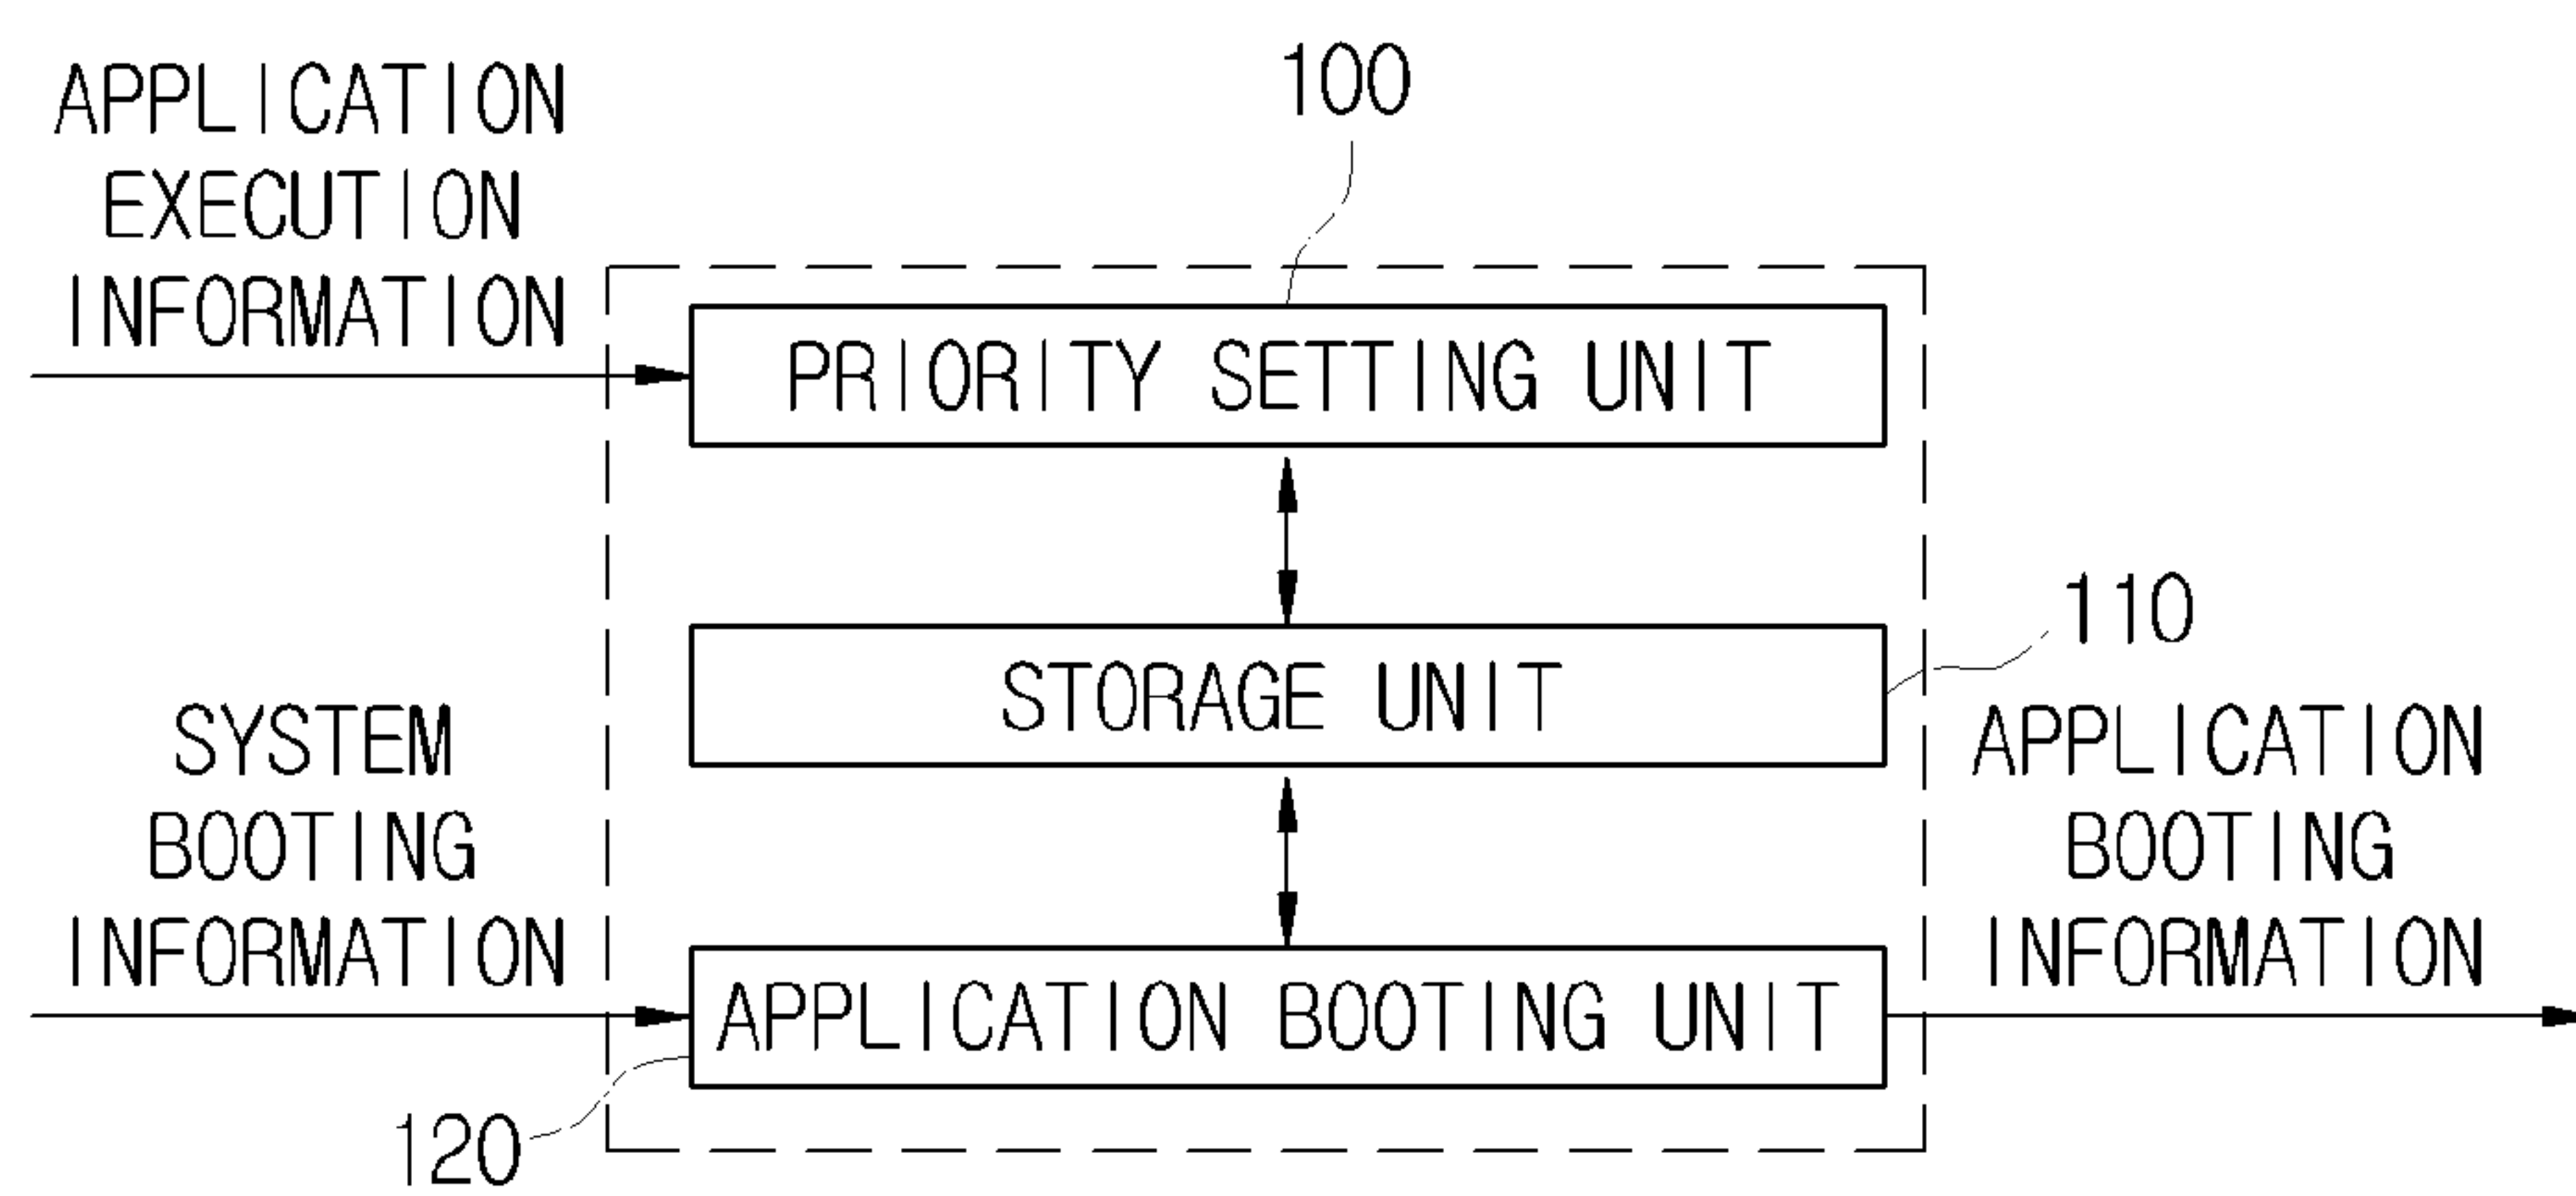 100
APPLICATION
EXECUTION
INFORMATION
PRIORITY SETTING UNIT
110
STORAGE UNIT
SYSTEM
BOOTING
INFORMATION
APPLICATION
BOOTING
INFORMATION
APPLICATION BOOTING UNIT
120